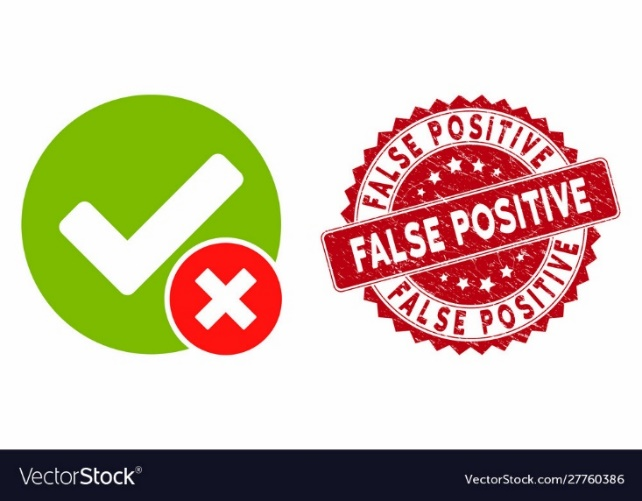 FALSE POSITIVE
FALSE POSITIVE
FALSE POSITIVE
VectorStock®
VectorStock.com/27760386